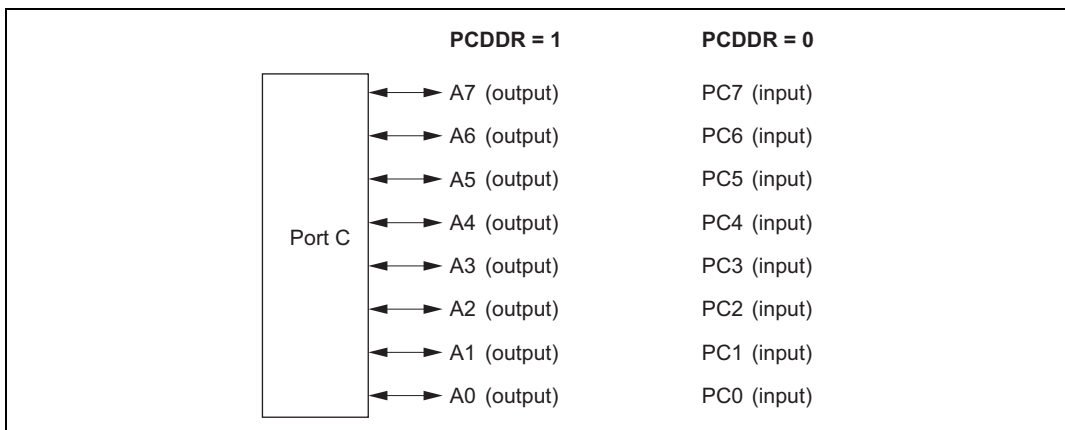 PCDDR = 1 PCDDR = 0
A7 (output) PC7 (input)
A6 (output) PC6 (input)
A5 (output) PC5 (input)
A4 (output) PC4 (input)
Port C
A3 (output) PC3 (input)
A2 (output) PC2 (input)
A1 (output) PC1 (input)
A0 (output) PC0 (input)